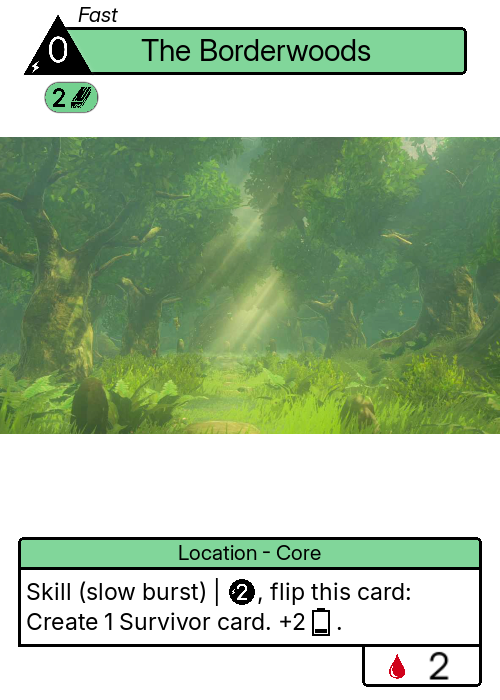 Fast
0 The Borderwoods
2
Location - Core
Skill (slow burst) | 2, flip this card:
Create 1 Survivor card. +2 .
2